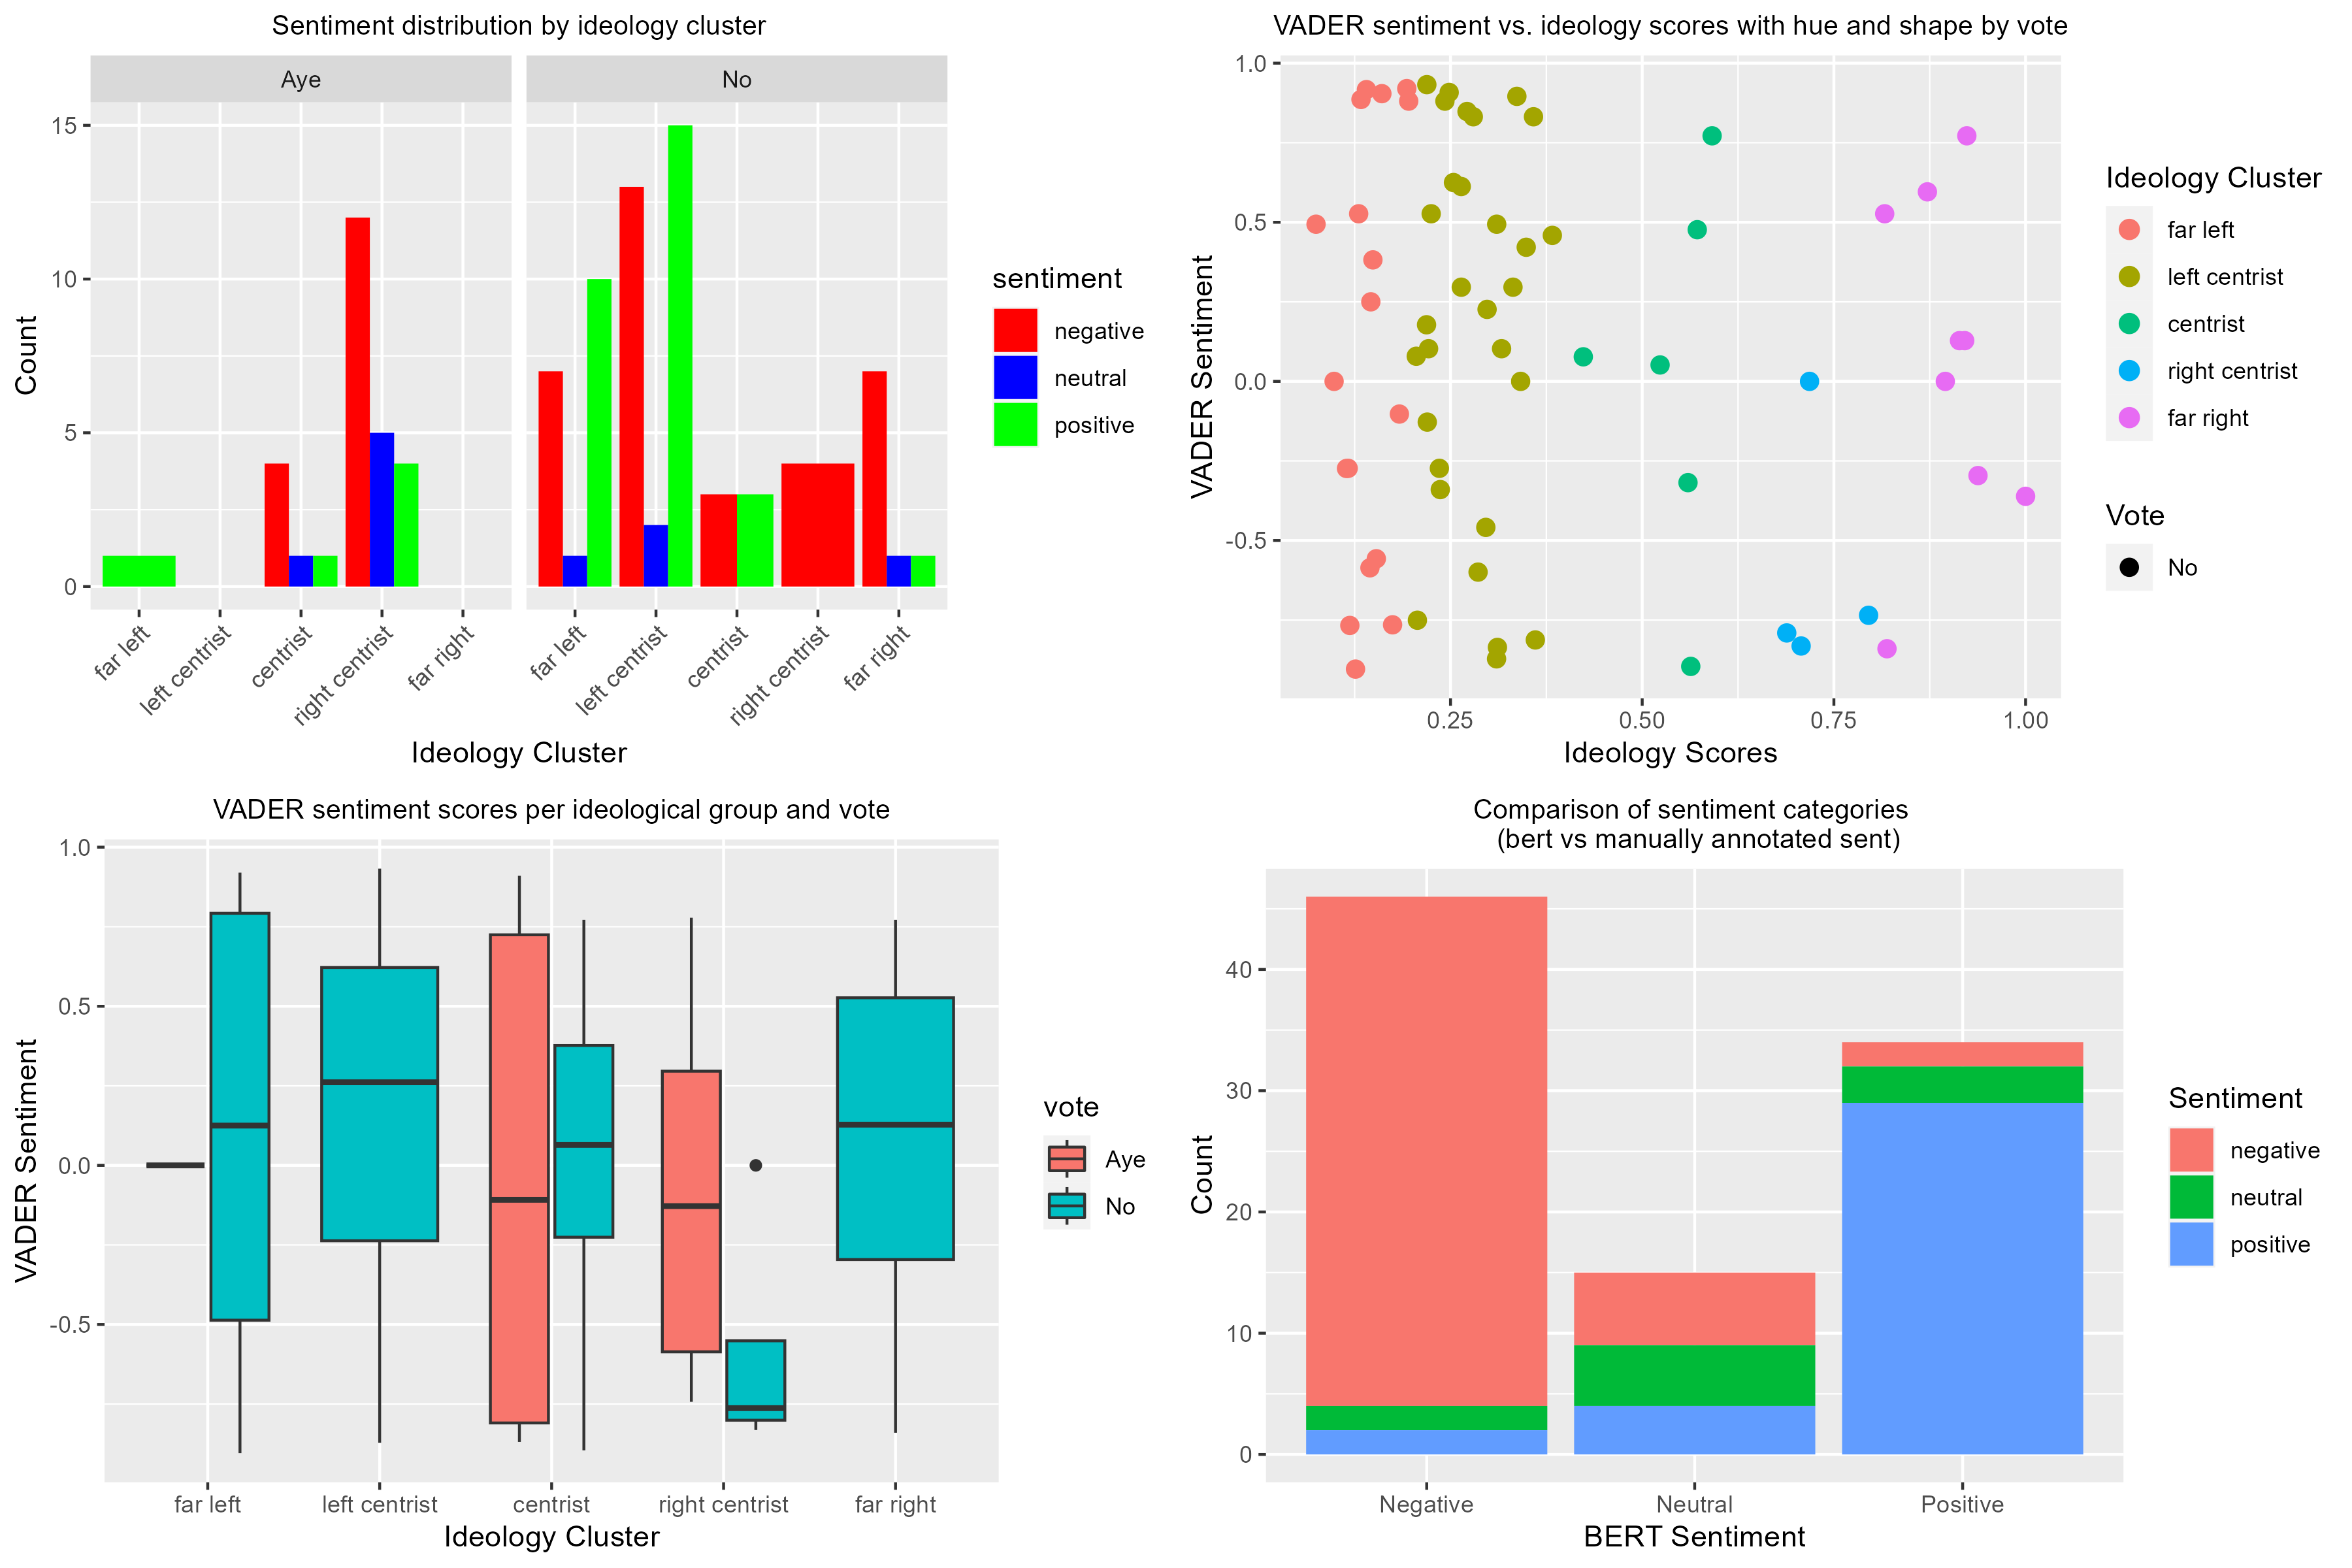 Sentiment distribution by ideology cluster
Aye
No
15
10
5
0
Count
far left
left centrist
centrist
right centrist
far right
far left
left centrist
centrist
right centrist
far right
Ideology Cluster
sentiment
negative
neutral
positive
VADER sentiment vs. ideology scores with hue and shape by vote
1.0
0.5
0.0
-0.5
VADER Sentiment
0.25
0.50
0.75
1.00
Ideology Scores
Ideology Cluster
far left
left centrist
centrist
right centrist
far right
Vote
No
VADER sentiment scores per ideological group and vote
1.0
0.5
0.0
-0.5
VADER Sentiment
far left
left centrist
centrist
right centrist
far right
Ideology Cluster
vote
Aye
No
Comparison of sentiment categories
(bert vs manually annotated sent)
40
30
20
10
0
Count
Negative
Neutral
Positive
BERT Sentiment
Sentiment
negative
neutral
positive